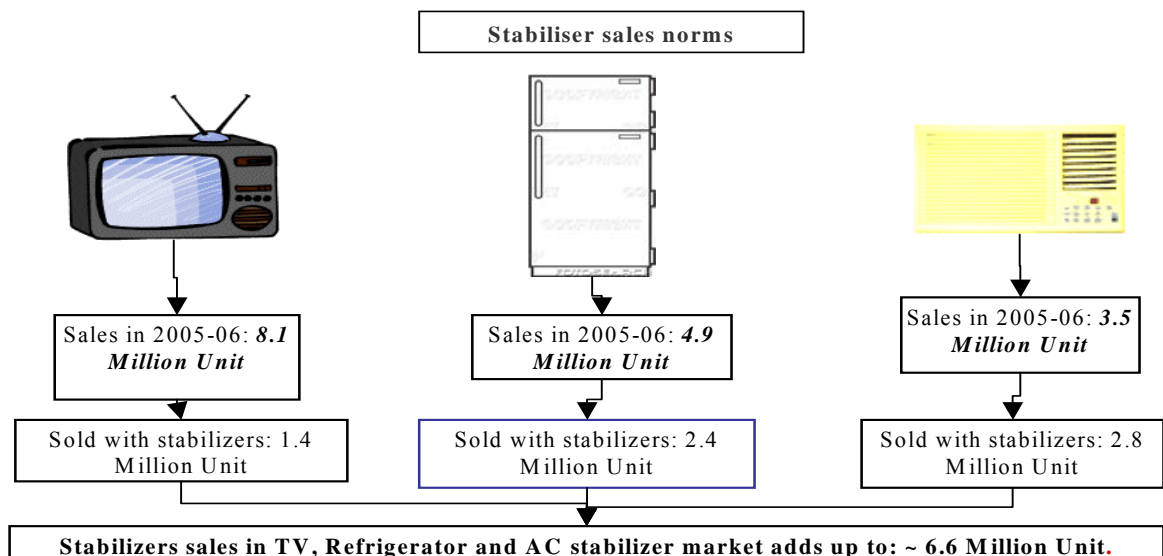 Stabiliser sales norms
Sales in 2005-06: 8.1
Million Unit
Sales in 2005-06: 4.9
Million Unit
Sales in 2005-06: 3.5
Million Unit
Sold with stabilizers: 1.4
Million Unit
Sold with stabilizers: 2.4
Million Unit
Sold with stabilizers: 2.8
Million Unit
Stabilizers sales in TV, Refrigerator and AC stabilizer market adds up to: ~ 6.6 Million Unit.